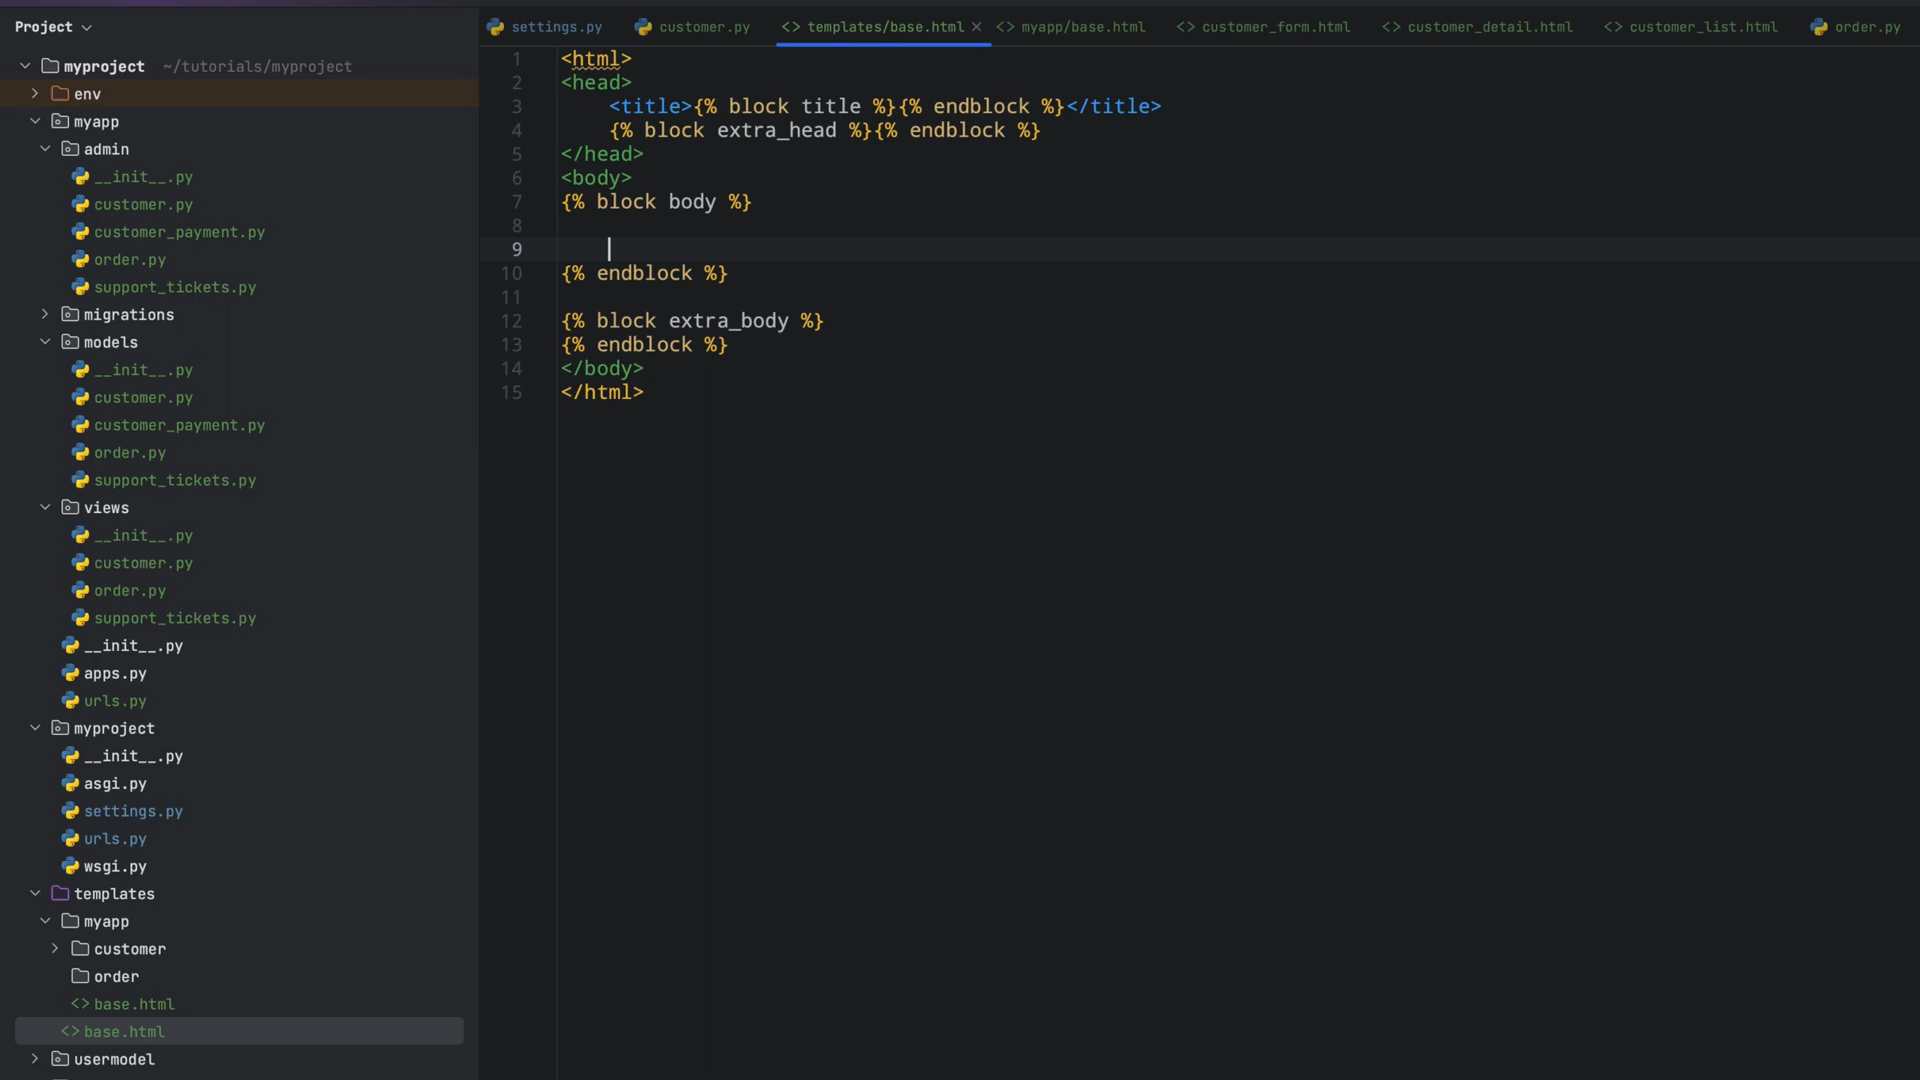 Project
settings.py
customer.py
templates/base.html
myapp/base.html
customer_form.html
customer_detail.html
customer_list.html
order.py
myproject ~/tutorials/myproject
env
myapp
admin
__init__.py
customer.py
customer_payment.py
order.py
support_tickets.py
migrations
models
__init__.py
customer.py
customer_payment.py
order.py
support_tickets.py
views
__init__.py
customer.py
order.py
support_tickets.py
__init__.py
apps.py
urls.py
myproject
__init__.py
asgi.py
settings.py
urls.py
wsgi.py
templates
myapp
customer
order
base.html
base.html
usermodel
1 <html>
2 <head>
3 <title>{% block title %}{% endblock %}</title>
4 {% block extra_head %}{% endblock %}
5 </head>
6 <body>
7 {% block body %}
8
9
10 {% endblock %}
11
12 {% block extra_body %}
13 {% endblock %}
14 </body>
15 </html>